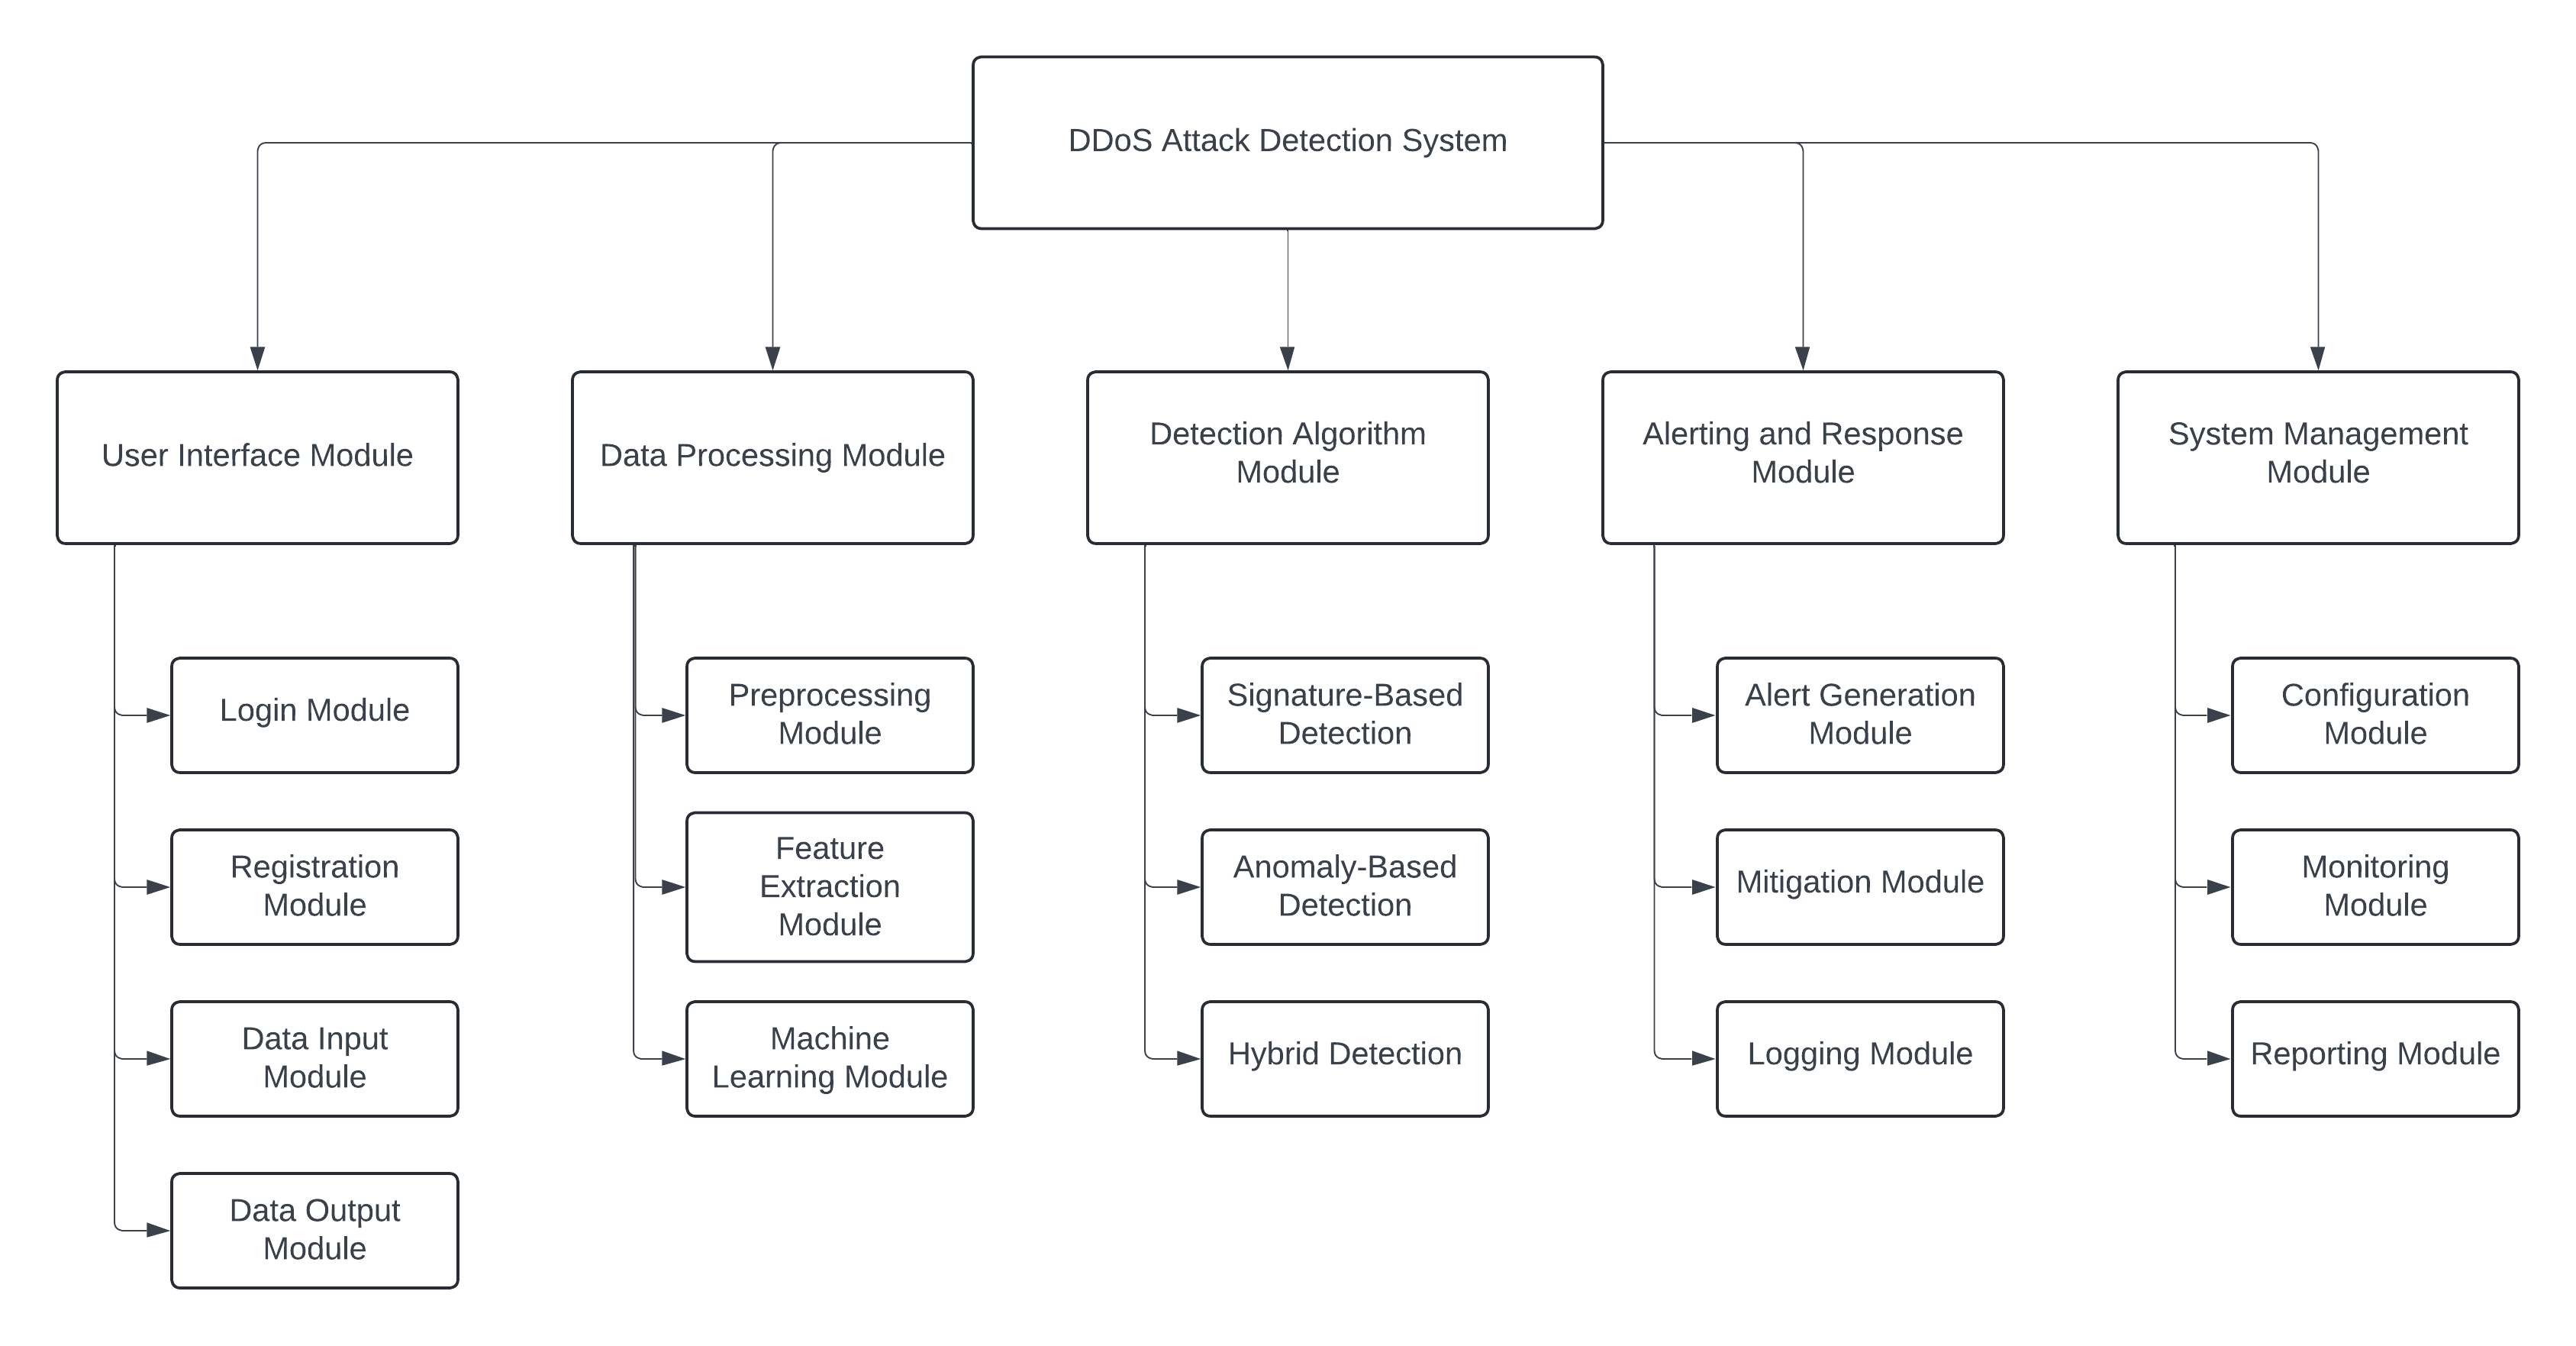 DDoS Attack Detection System
User Interface Module
Data Processing Module
Detection Algorithm
Module
Alerting and Response
Module
System Management
Module
Login Module
Registration
Module
Data Input
Module
Data Output
Module
Preprocessing
Module
Feature
Extraction
Module
Machine
Learning Module
Signature-Based
Detection
Anomaly-Based
Detection
Hybrid Detection
Alert Generation
Module
Mitigation Module
Logging Module
Configuration
Module
Monitoring
Module
Reporting Module